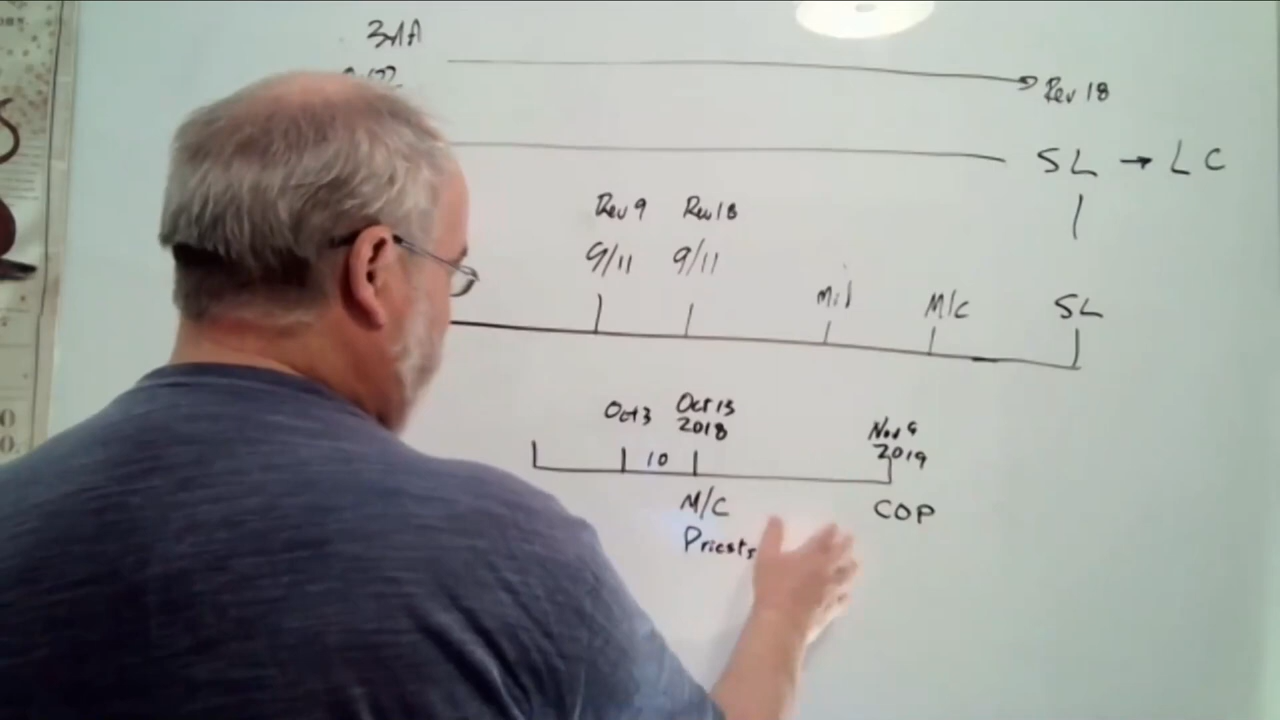 3AA
Rev 18
SL → LC
Rev 9 Rev 18
9/11 9/11
M/C SL
Oct 3 Oct 13
2018
Nov 9
2019
10
M/C COP
Priests